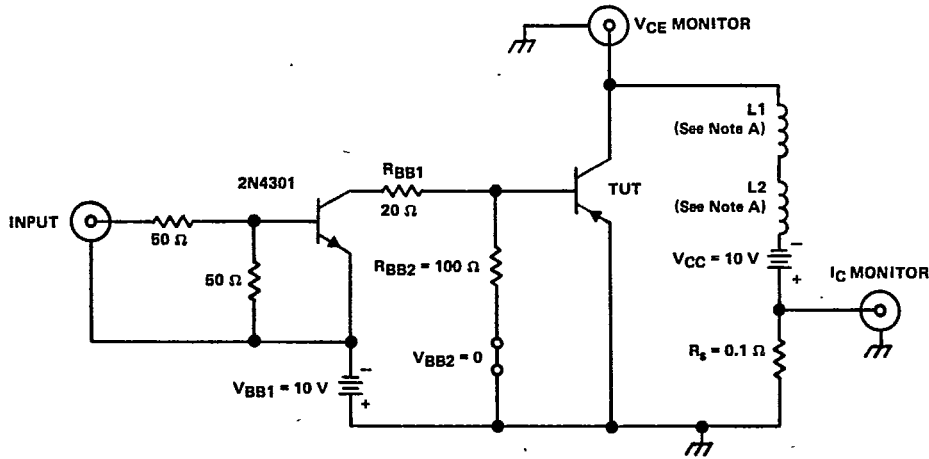 VCE MONITOR
L1
(See Note A)
RBB1
2N4301
20 Ω
TUT
L2
(See Note A)
INPUT
50 Ω
VCC = 10 V
- 
+
IC MONITOR
RBB2 = 100 Ω
50 Ω
VBB2 = 0
Rs = 0.1 Ω
VBB1 = 10 V
-
+